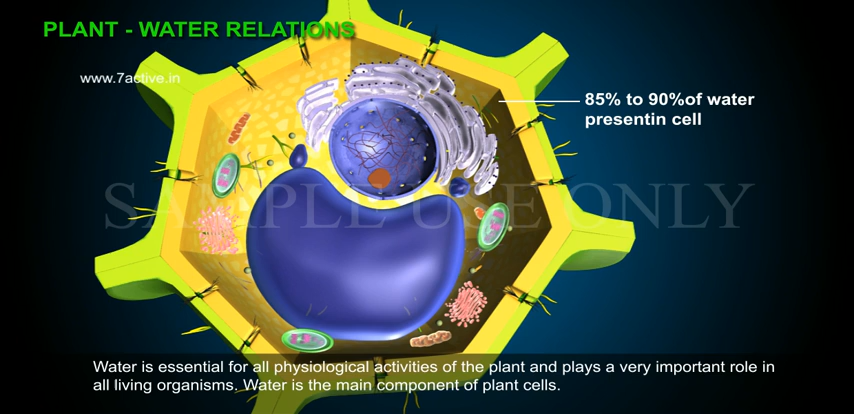 PLANT - WATER RELATIONS
www.7active.in
85% to 90%of water
presentin cell
SAMPLE USE ONLY
Water is essential for all physiological activities of the plant and plays a very important role in
all living organisms. Water is the main component of plant cells.